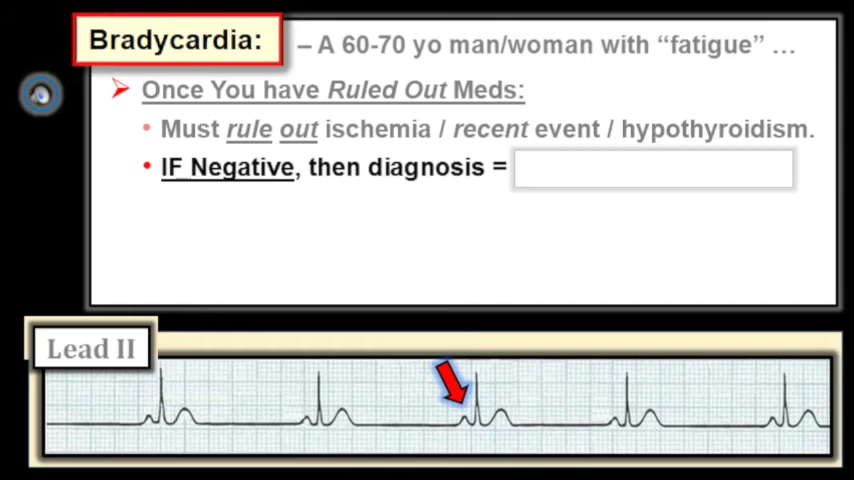 Bradycardia: – A 60-70 yo man/woman with “fatigue” …
Once You have Ruled Out Meds:
• Must rule out ischemia / recent event / hypothyroidism.
• IF Negative, then diagnosis =
Lead II